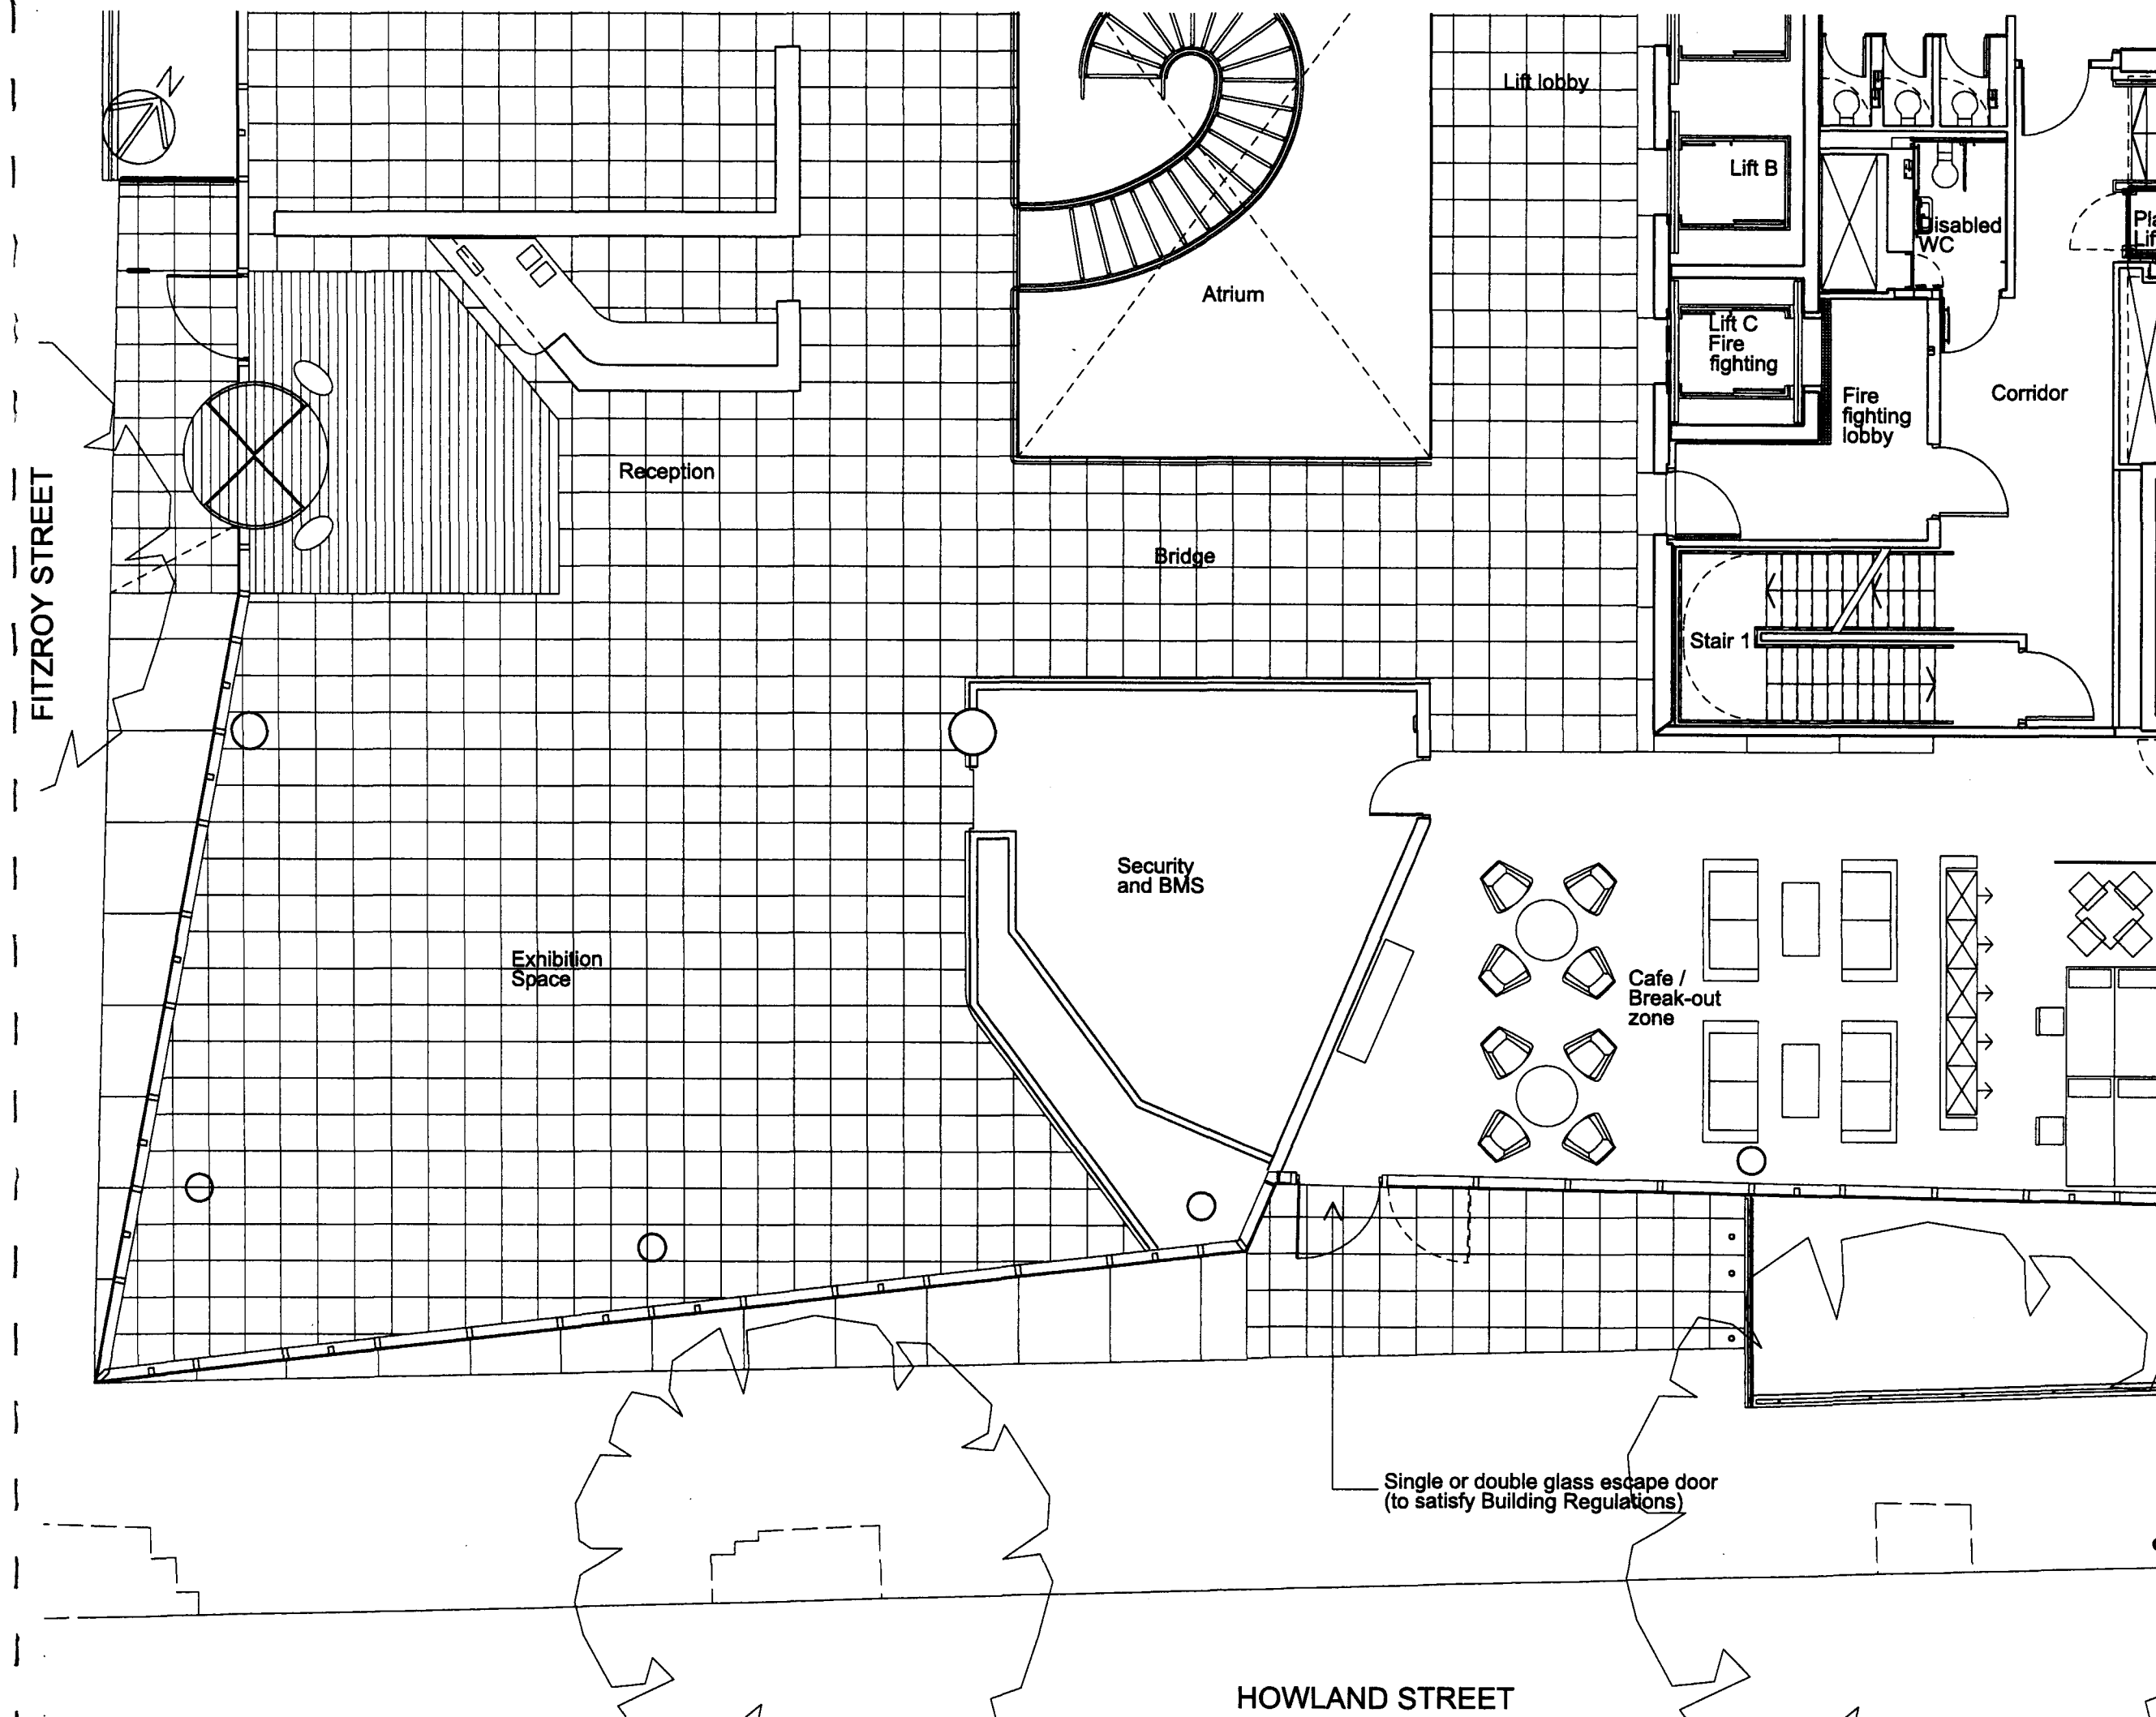 N
Lift lobby
Lift B
Disabled
WC
Atrium
Lift C
Fire
fighting
Fire
fighting
lobby
Corridor
Reception
FITZROY STREET
Bridge
Stair 1
Security
and BMS
Exhibition
Space
Cafe /
Break-out
zone
Single or double glass escape door
(to satisfy Building Regulations)
HOWLAND STREET